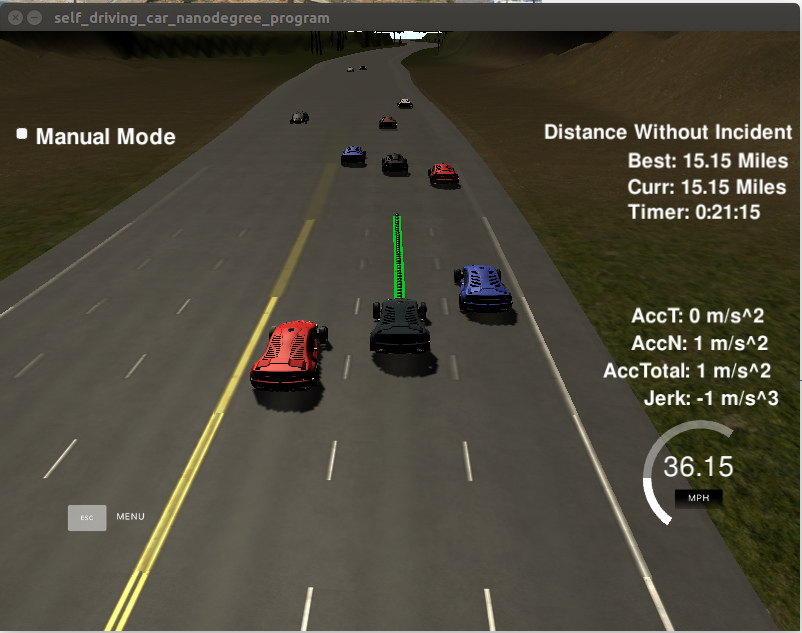 self_driving_car_nanodegree_program
Manual Mode
Distance Without Incident
Best: 15.15 Miles
Curr: 15.15 Miles
Timer: 0:21:15
AccT: 0 m/s^2
AccN: 1 m/s^2
AccTotal: 1 m/s^2
Jerk: -1 m/s^3
36.15
MPH
ESC MENU